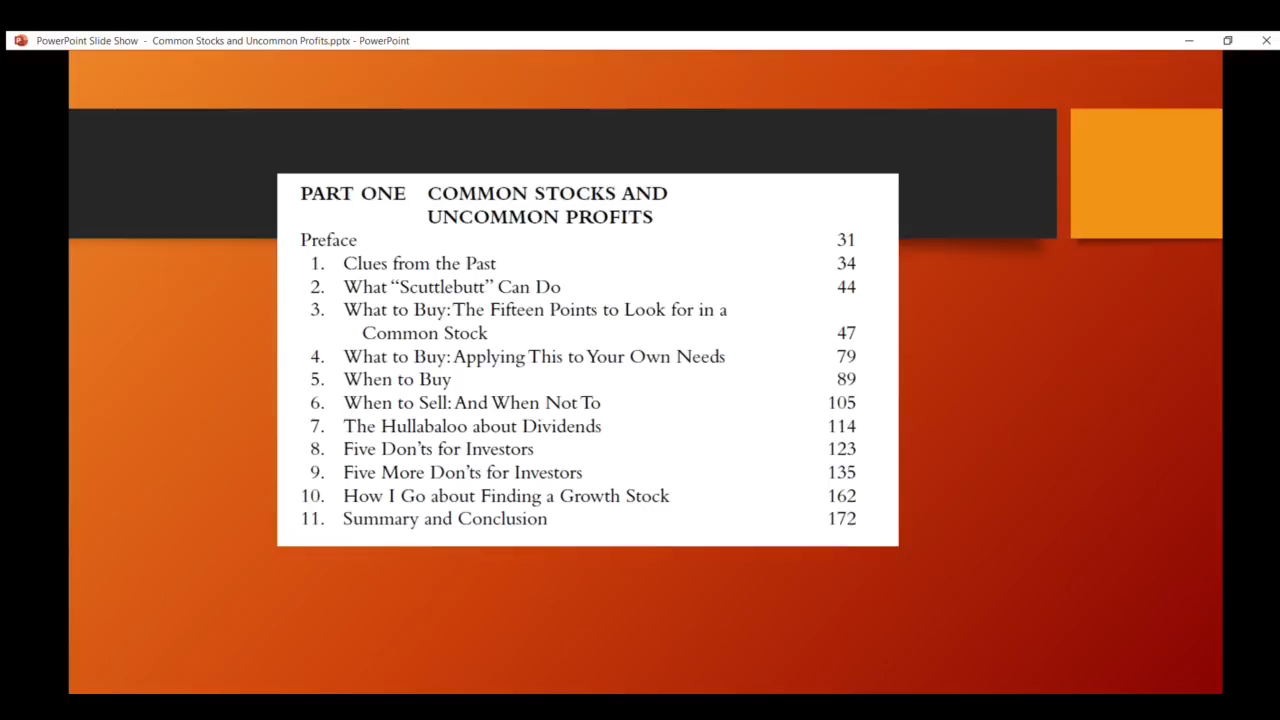 PowerPoint Slide Show - Common Stocks and Uncommon Profits.pptx - PowerPoint
PART ONE COMMON STOCKS AND
UNCOMMON PROFITS
Preface 31
1. Clues from the Past 34
2. What “Scuttlebutt” Can Do 44
3. What to Buy: The Fifteen Points to Look for in a
Common Stock 47
4. What to Buy: Applying This to Your Own Needs 79
5. When to Buy 89
6. When to Sell: And When Not To 105
7. The Hullabaloo about Dividends 114
8. Five Don’ts for Investors 123
9. Five More Don’ts for Investors 135
10. How I Go about Finding a Growth Stock 162
11. Summary and Conclusion 172